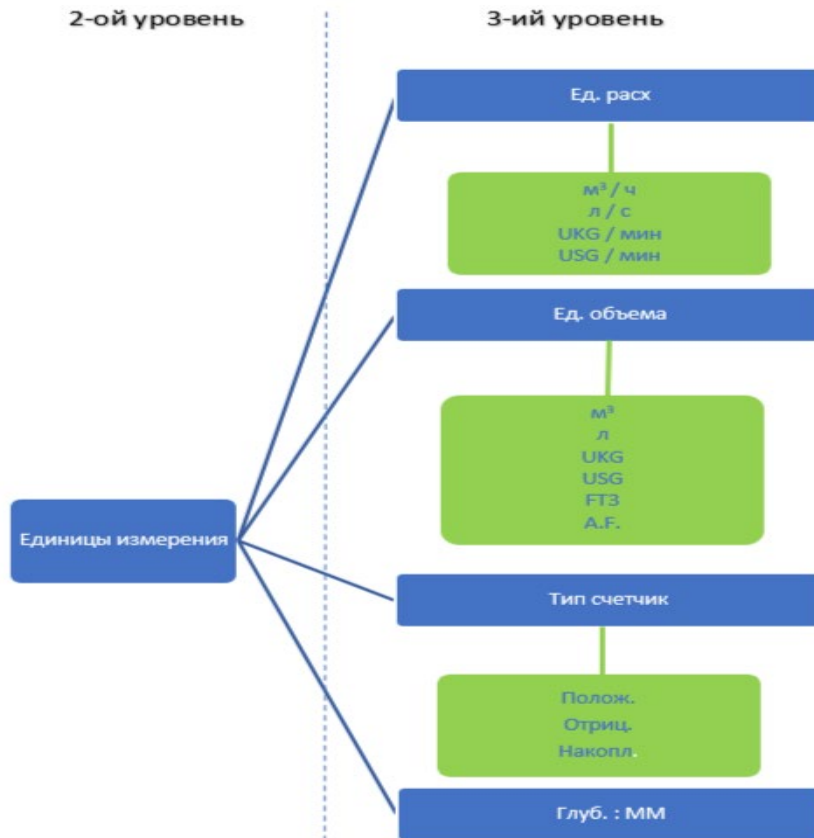 2-ой уровень
3-ий уровень
Ед. расх
м³ / ч
л / с
UKG / мин
USG / мин
Ед. объема
м³
л
UKG
USG
FT3
A.F.
Единицы измерения
Тип счетчик
Полож.
Отриц.
Накопл.
Глуб. : ММ